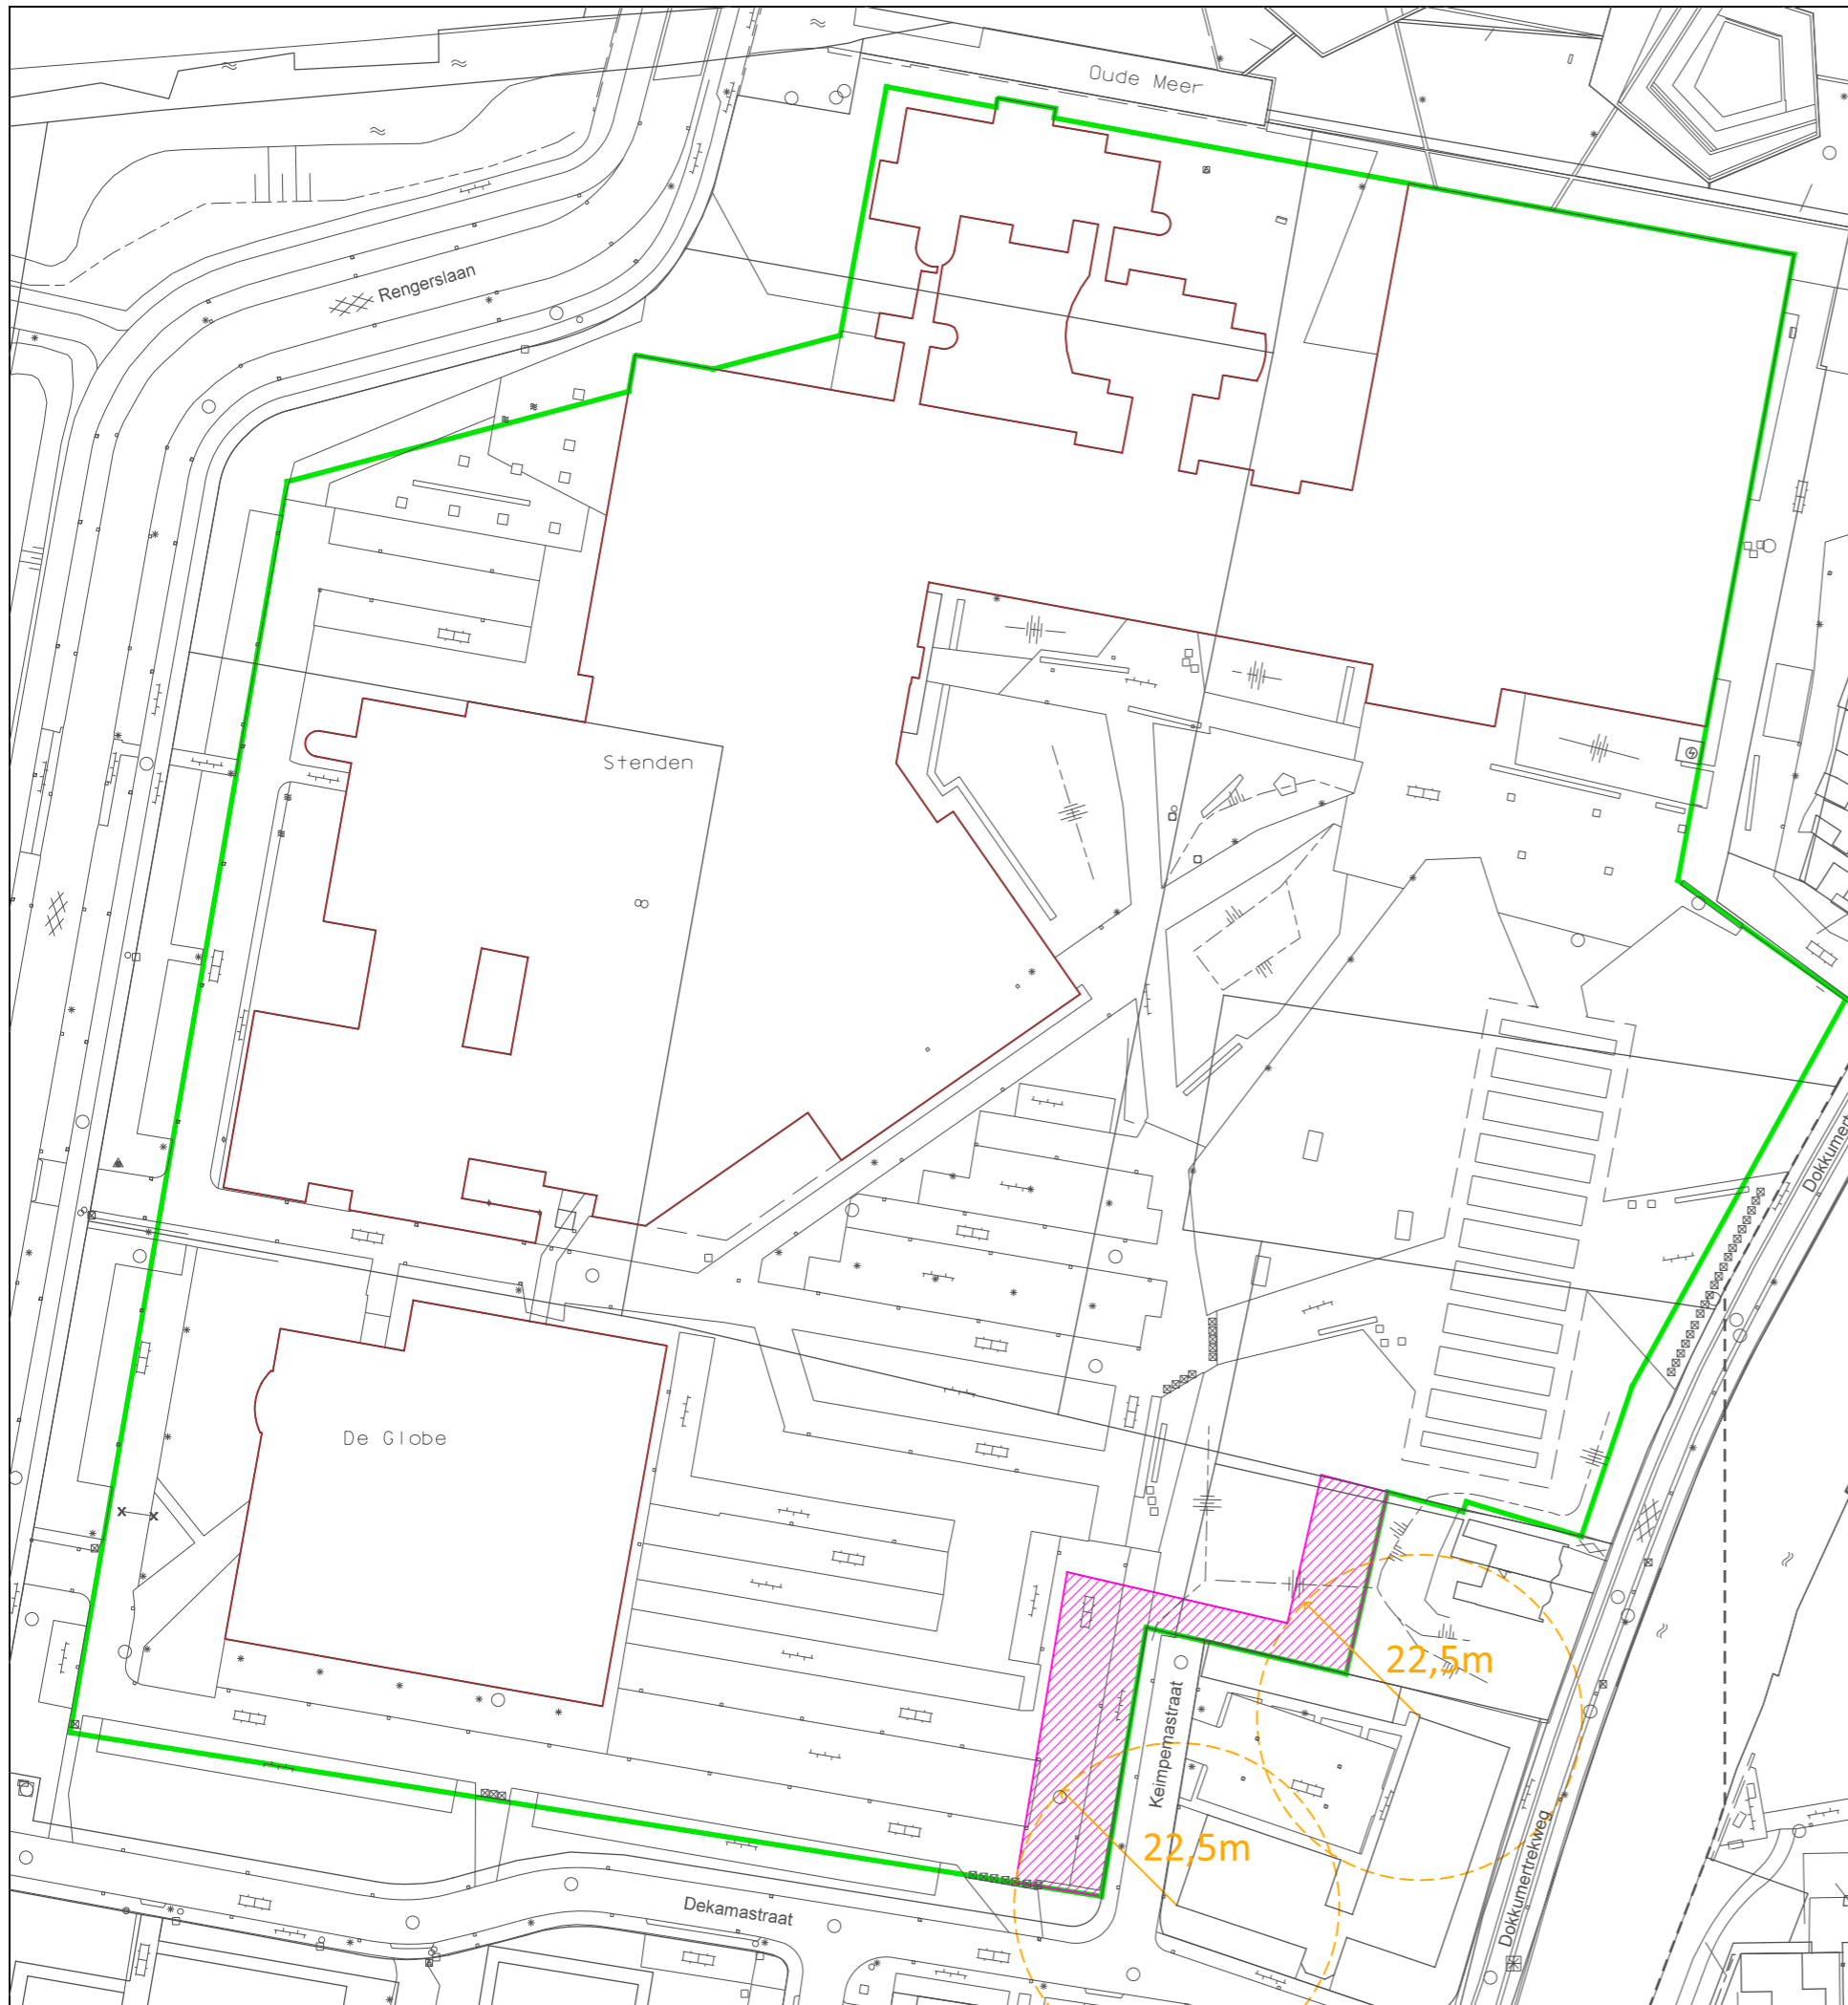 Oude Meer
Rengerslaan
Stenden
Dokkumert
De Globe
x
x
22,5m
Keimpemastraat
22,5m
Dokkumertrekweg
Dekamastraat